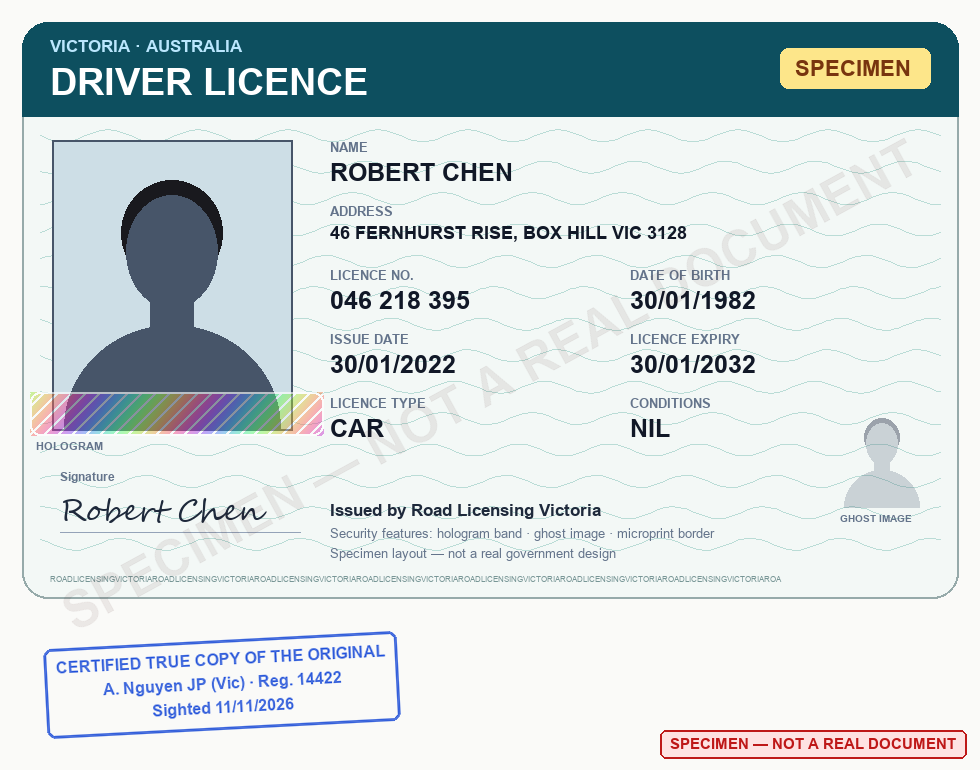 VICTORIA · AUSTRALIA
DRIVER LICENCE
SPECIMEN
NAME
ROBERT CHEN
ADDRESS
46 FERNHURST RISE, BOX HILL VIC 3128
LICENCE NO.
046 218 395
DATE OF BIRTH
30/01/1982
ISSUE DATE
30/01/2022
LICENCE EXPIRY
30/01/2032
LICENCE TYPE
CAR
CONDITIONS
NIL
HOLOGRAM
Signature
Robert Chen
GHOST IMAGE
Issued by Road Licensing Victoria
Security features: hologram band · ghost image · microprint border
Specimen layout — not a real government design
ROADLICENSINGVICTORIAROADLICENSINGVICTORIAROADLICENSINGVICTORIAROADLICENSINGVICTORIAROADLICENSINGVICTORIAROADLICENSINGVICTORIAROADLICENSINGVICTORIAROADLICENSINGVICTORIAROA
SPECIMEN — NOT A REAL DOCUMENT
CERTIFIED TRUE COPY OF THE ORIGINAL
A. Nguyen JP (Vic) · Reg. 14422
Sighted 11/11/2026
SPECIMEN — NOT A REAL DOCUMENT